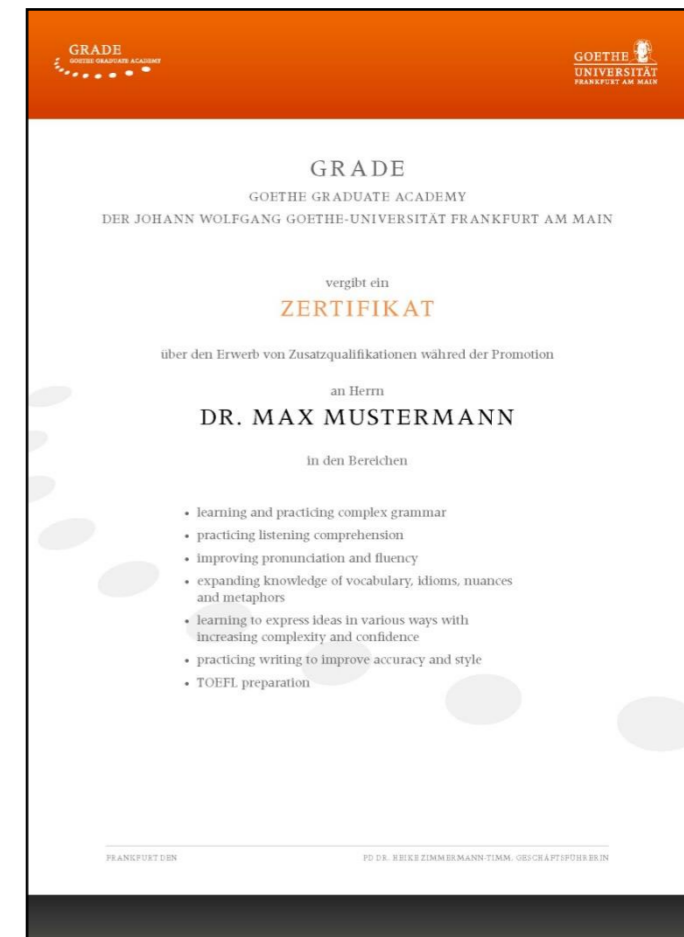 GRADE
GOETHE GRADUATE ACADEMY
GOETHE
UNIVERSITÄT
FRANKFURT AM MAIN
GRADE
GOETHE GRADUATE ACADEMY
DER JOHANN WOLFGANG GOETHE-UNIVERSITÄT FRANKFURT AM MAIN
vergibt ein
ZERTIFIKAT
über den Erwerb von Zusatzqualifikationen währed der Promotion
an Herrn
DR. MAX MUSTERMANN
in den Bereichen
• learning and practicing complex grammar
• practicing listening comprehension
• improving pronunciation and fluency
• expanding knowledge of vocabulary, idioms, nuances
and metaphors
• learning to express ideas in various ways with
increasing complexity and confidence
• practicing writing to improve accuracy and style
• TOEFL preparation
FRANKFURT DEN
PD DR. HEIKE ZIMMERMANN-TIMM, GESCHÄFTSFÜHRERIN